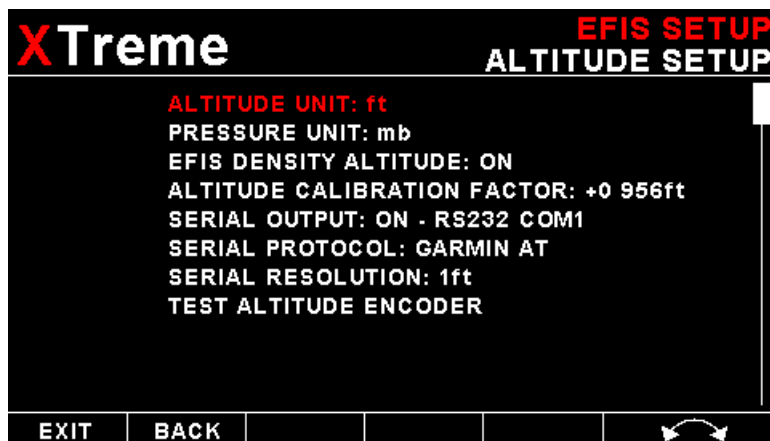 XTreme
EFIS SETUP
ALTITUDE SETUP
ALTITUDE UNIT: ft
PRESSURE UNIT: mb
EFIS DENSITY ALTITUDE: ON
ALTITUDE CALIBRATION FACTOR: +0 956ft
SERIAL OUTPUT: ON - RS232 COM1
SERIAL PROTOCOL: GARMIN AT
SERIAL RESOLUTION: 1ft
TEST ALTITUDE ENCODER
EXIT BACK